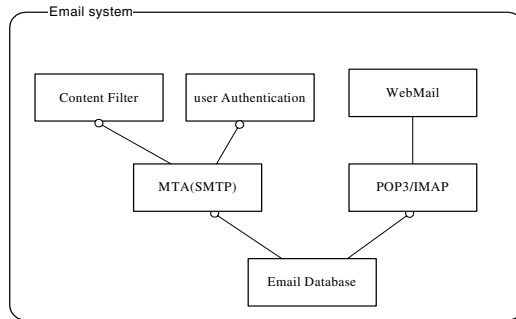 Email system
Content Filter
user Authentication
WebMail
MTA(SMTP)
POP3/IMAP
Email Database